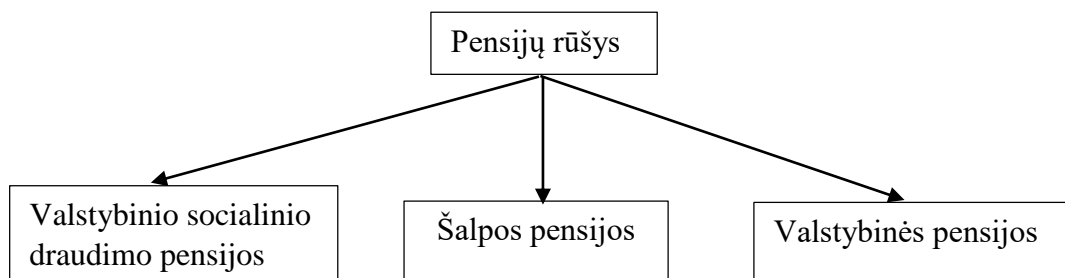 Pensijų rūšys
Valstybinio socialinio
draudimo pensijos
Šalpos pensijos
Valstybinės pensijos